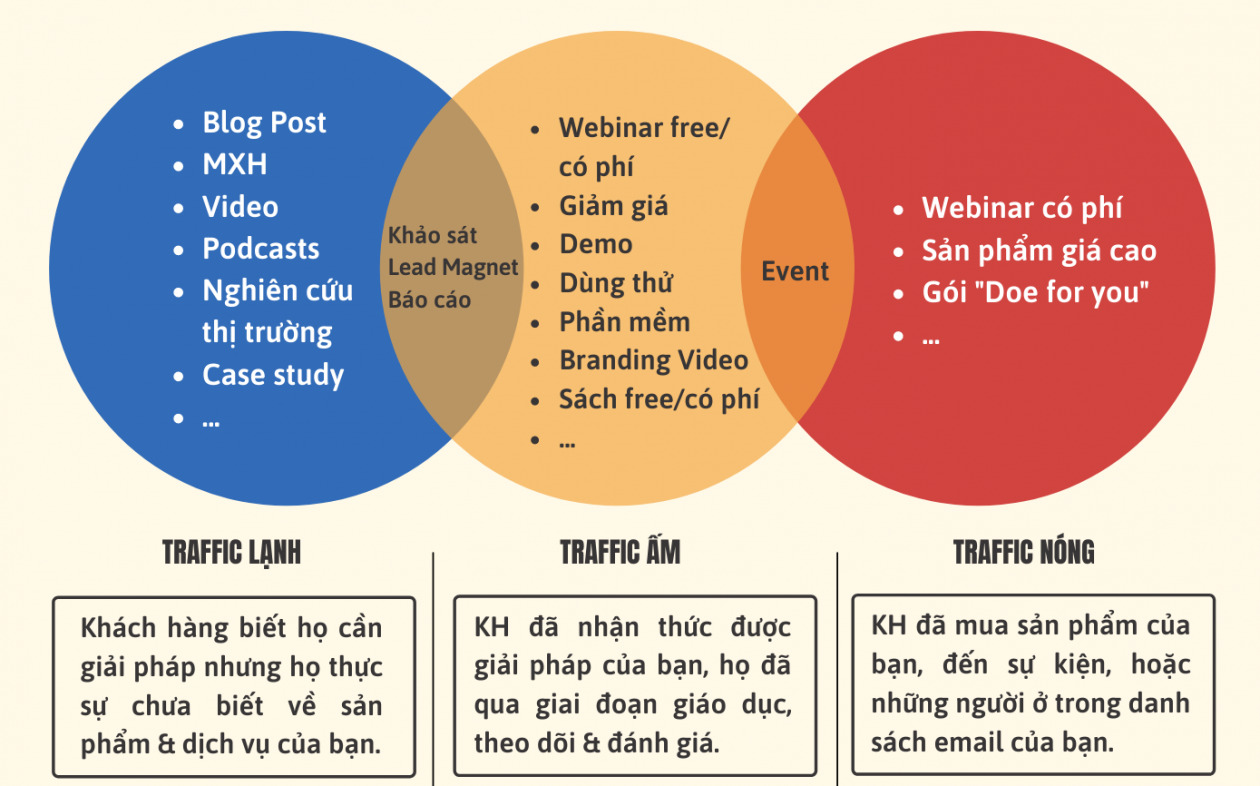 Blog Post
MXH
Video
Podcasts
Nghiên cứu
thị trường
Case study
...
Khảo sát
Lead Magnet
Báo cáo
Webinar free/
có phí
Giảm giá
Demo
Dùng thử
Phần mềm
Branding Video
Sách free/có phí
...
Event
Webinar có phí
Sản phẩm giá cao
Gói "Doe for you"
...
TRAFFIC LẠNH
Khách hàng biết họ cần
giải pháp nhưng họ thực
sự chưa biết về sản
phẩm & dịch vụ của bạn.
TRAFFIC ẤM
KH đã nhận thức được
giải pháp của bạn, họ đã
qua giai đoạn giáo dục,
theo dõi & đánh giá.
TRAFFIC NÓNG
KH đã mua sản phẩm của
bạn, đến sự kiện, hoặc
những người ở trong danh
sách email của bạn.